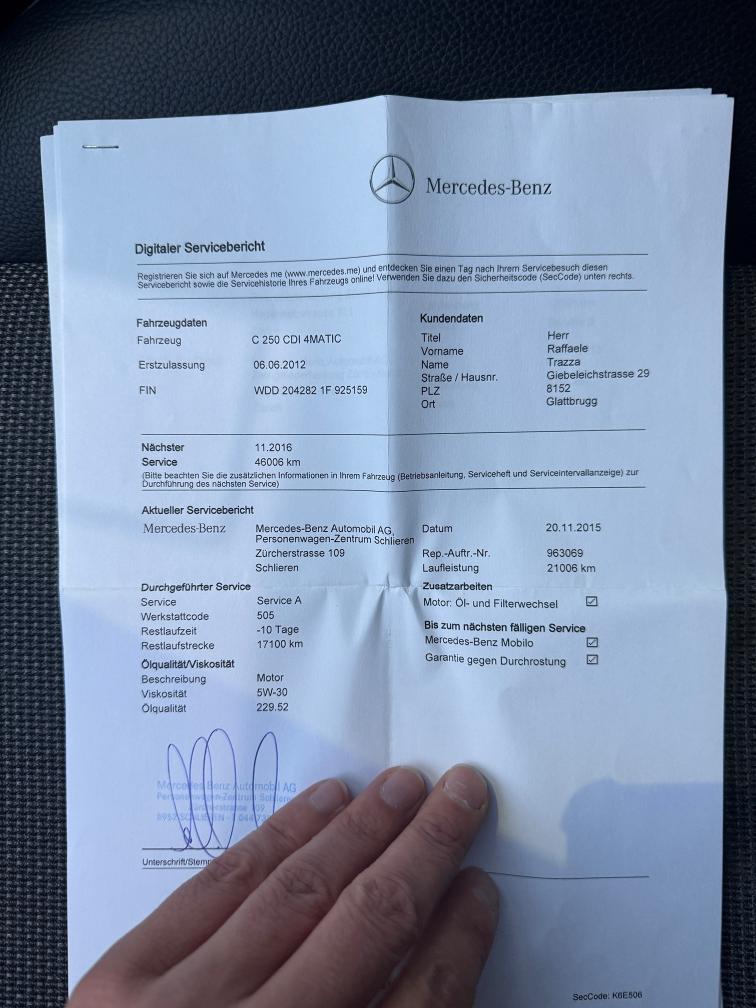 Mercedes-Benz
Digitaler Servicebericht
Registrieren Sie sich auf Mercedes me (www.mercedes.me) und entdecken Sie einen Tag nach Ihrem Servicebesuch diesen
Servicebericht sowie die Servicehistorie Ihres Fahrzeugs online! Verwenden Sie dazu den Sicherheitscode (SecCode) unten rechts.
Fahrzeugdaten
Fahrzeug C 250 CDI 4MATIC
Erstzulassung 06.06.2012
FIN WDD 204282 1F 925159
Kundendaten
Titel Herr
Vorname Raffaele
Name Trazza
Straße / Hausnr. Giebeleichstrasse 29
PLZ 8152
Ort Glattbrugg
Nächster 11.2016
Service 46006 km
(Bitte beachten Sie die zusätzlichen Informationen in Ihrem Fahrzeug (Betriebsanleitung, Serviceheft und Serviceintervallanzeige) zur
Durchführung des nächsten Service)
Aktueller Servicebericht
Mercedes-Benz Mercedes-Benz Automobil AG,
Personenwagen-Zentrum Schlieren
Zürcherstrasse 109
Schlieren
Datum 20.11.2015
Rep.-Auftr.-Nr. 963069
Laufleistung 21006 km
Durchgeführter Service
Service Service A
Werkstattcode 505
Restlaufzeit -10 Tage
Restlaufstrecke 17100 km
Zusatzarbeiten
Motor: Öl- und Filterwechsel
Bis zum nächsten fälligen Service
Mercedes-Benz Mobilo
Garantie gegen Durchrostung
Ölqualität/Viskosität
Beschreibung Motor
Viskosität 5W-30
Ölqualität 229.52
Mercedes Benz Automobil AG
Personenwagen-Zentrum
Zürcherstrasse 109
Unterschrift/Stemp
SecCode: K6E506